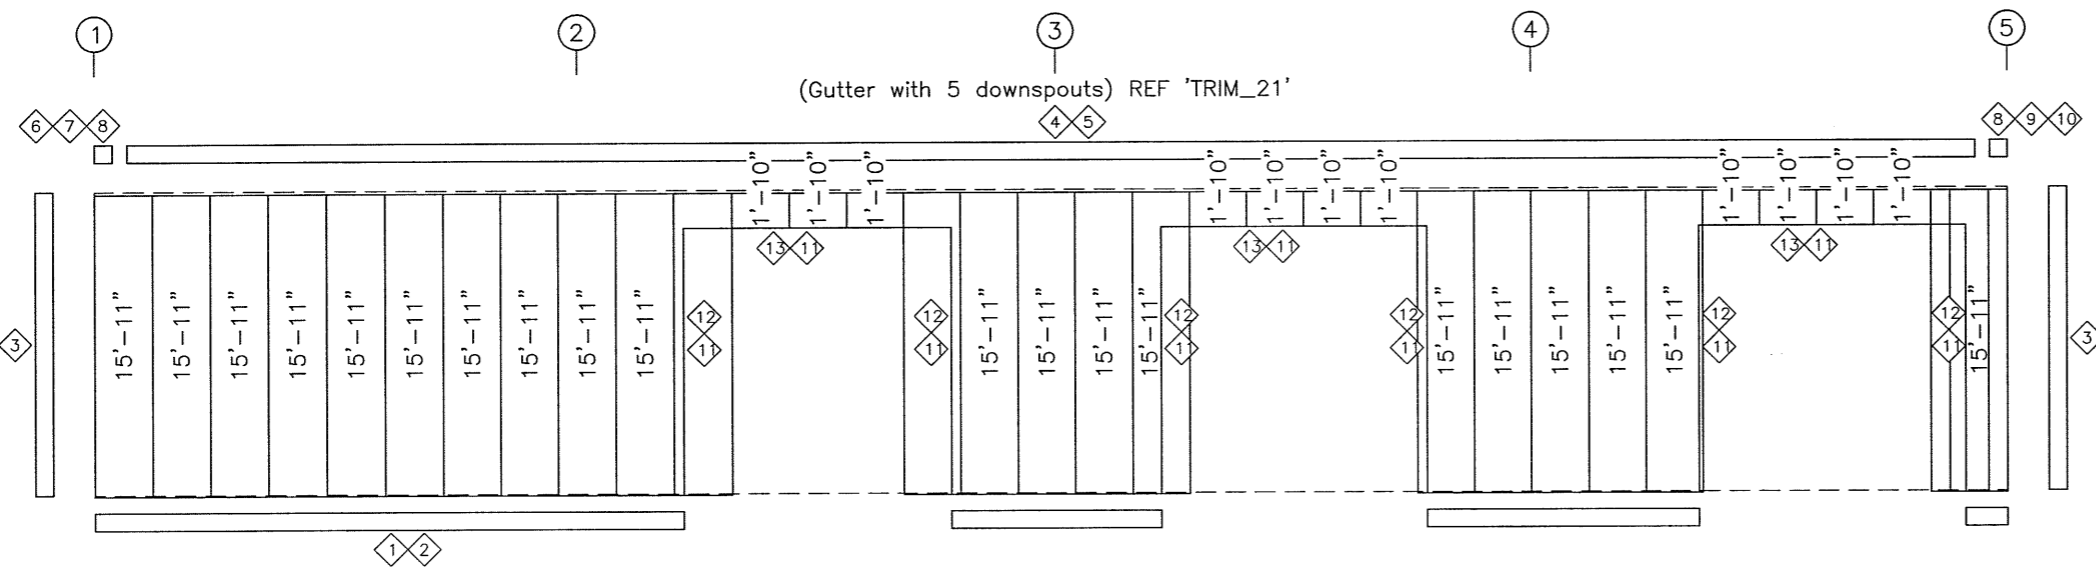 1 2 3 4 5
(Gutter with 5 downspouts) REF 'TRIM_21'
6 7 8 4 5 8 9 10
1'-10" 1'-10" 1'-10" 1'-10" 1'-10" 1'-10" 1'-10" 1'-10" 1'-10" 1'-10" 1'-10"
13 11 13 11 13 11
12 12 12 12 12 12
3 15'-11" 15'-11" 15'-11" 15'-11" 15'-11" 15'-11" 15'-11" 15'-11" 15'-11" 15'-11" 15'-11" 15'-11" 15'-11" 15'-11" 15'-11" 15'-11" 15'-11" 15'-11" 15'-11" 3
11 11 11 11 11 11
1 2